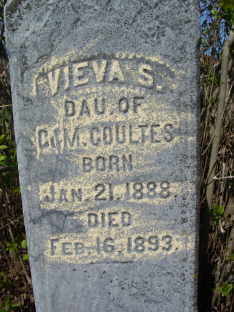 VIEVA S.
DAU OF
C. & M. COULTES
BORN
JAN. 21. 1888.
DIED
FEB. 16, 1893.